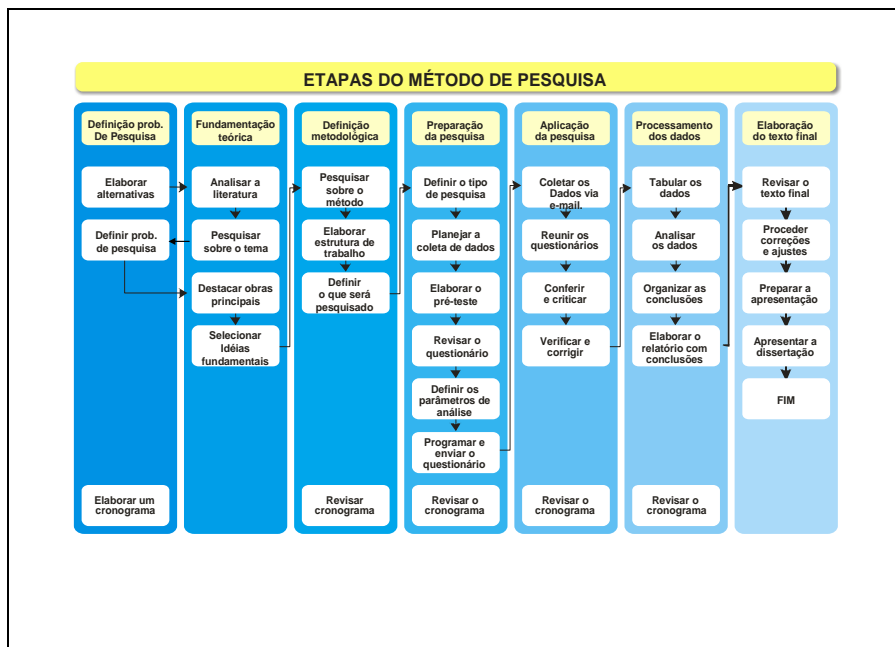 ETAPAS DO MÉTODO DE PESQUISA
Definição prob.
De Pesquisa
Elaborar
alternativas
Definir prob.
de pesquisa
Elaborar um
cronograma
Fundamentação
teórica
Analisar a
literatura
Pesquisar
sobre o tema
Destacar obras
principais
Selecionar
Idéias
fundamentais
Definição
metodológica
Pesquisar
sobre o
método
Elaborar
estrutura de
trabalho
Definir
o que será
pesquisado
Revisar
cronograma
Preparação
da pesquisa
Definir o tipo
de pesquisa
Planejar a
coleta de dados
Elaborar o
pré-teste
Revisar o
questionário
Definir os
parâmetros de
análise
Programar e
enviar o
questionário
Revisar o
cronograma
Aplicação
da pesquisa
Coletar os
Dados via
e-mail.
Reunir os
questionários
Conferir
e criticar
Verificar e
corrigir
Revisar o
cronograma
Processamento
dos dados
Tabular os
dados
Analisar
os dados
Organizar as
conclusões
Elaborar o
relatório com
conclusões
Revisar o
cronograma
Elaboração
do texto final
Revisar o
texto final
Proceder
correções
e ajustes
Preparar a
apresentação
Apresentar a
dissertação
FIM